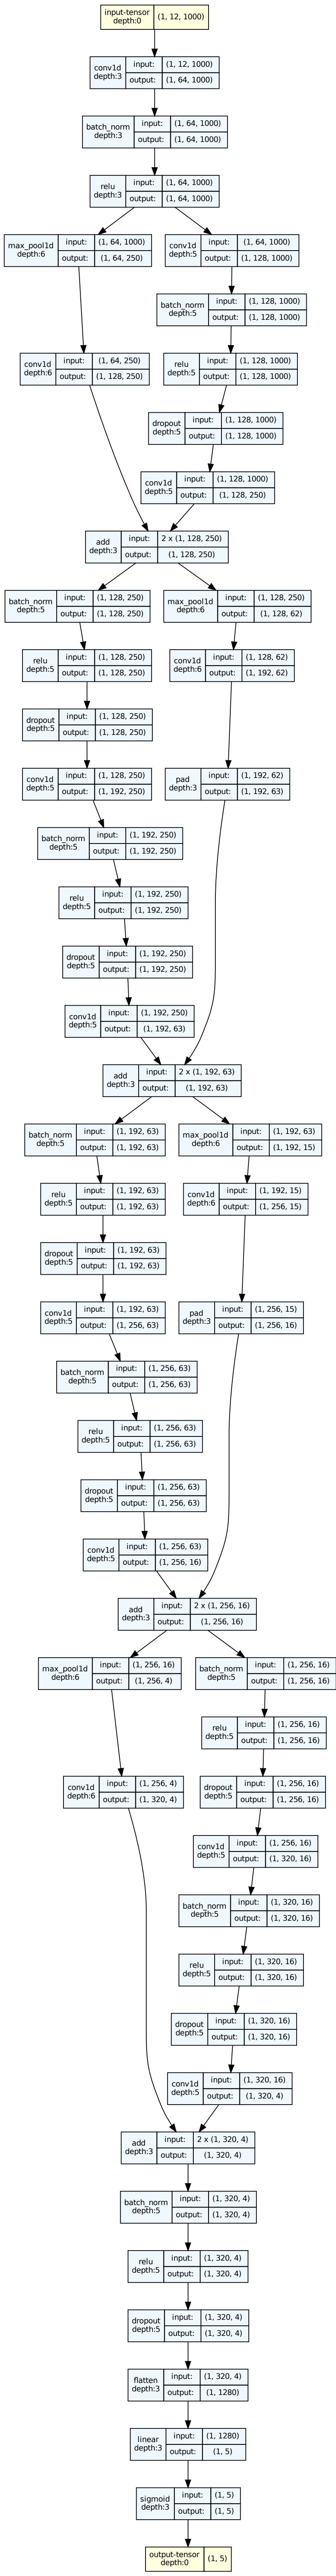 input-tensor
depth:0
(1, 12, 1000)
conv1d
depth:3
input:
(1, 12, 1000)
output:
(1, 64, 1000)
batch_norm
depth:3
input:
(1, 64, 1000)
output:
(1, 64, 1000)
relu
depth:3
input:
(1, 64, 1000)
output:
(1, 64, 1000)
max_pool1d
depth:6
input:
(1, 64, 1000)
output:
(1, 64, 250)
conv1d
depth:5
input:
(1, 64, 1000)
output:
(1, 128, 1000)
batch_norm
depth:5
input:
(1, 128, 1000)
output:
(1, 128, 1000)
conv1d
depth:6
input:
(1, 64, 250)
output:
(1, 128, 250)
relu
depth:5
input:
(1, 128, 1000)
output:
(1, 128, 1000)
dropout
depth:5
input:
(1, 128, 1000)
output:
(1, 128, 1000)
conv1d
depth:5
input:
(1, 128, 1000)
output:
(1, 128, 250)
add
depth:3
input:
2 x (1, 128, 250)
output:
(1, 128, 250)
batch_norm
depth:5
input:
(1, 128, 250)
output:
(1, 128, 250)
max_pool1d
depth:6
input:
(1, 128, 250)
output:
(1, 128, 62)
relu
depth:5
input:
(1, 128, 250)
output:
(1, 128, 250)
conv1d
depth:6
input:
(1, 128, 62)
output:
(1, 192, 62)
dropout
depth:5
input:
(1, 128, 250)
output:
(1, 128, 250)
conv1d
depth:5
input:
(1, 128, 250)
output:
(1, 192, 250)
pad
depth:3
input:
(1, 192, 62)
output:
(1, 192, 63)
batch_norm
depth:5
input:
(1, 192, 250)
output:
(1, 192, 250)
relu
depth:5
input:
(1, 192, 250)
output:
(1, 192, 250)
dropout
depth:5
input:
(1, 192, 250)
output:
(1, 192, 250)
conv1d
depth:5
input:
(1, 192, 250)
output:
(1, 192, 63)
add
depth:3
input:
2 x (1, 192, 63)
output:
(1, 192, 63)
batch_norm
depth:5
input:
(1, 192, 63)
output:
(1, 192, 63)
max_pool1d
depth:6
input:
(1, 192, 63)
output:
(1, 192, 15)
relu
depth:5
input:
(1, 192, 63)
output:
(1, 192, 63)
conv1d
depth:6
input:
(1, 192, 15)
output:
(1, 256, 15)
dropout
depth:5
input:
(1, 192, 63)
output:
(1, 192, 63)
conv1d
depth:5
input:
(1, 192, 63)
output:
(1, 256, 63)
pad
depth:3
input:
(1, 256, 15)
output:
(1, 256, 16)
batch_norm
depth:5
input:
(1, 256, 63)
output:
(1, 256, 63)
relu
depth:5
input:
(1, 256, 63)
output:
(1, 256, 63)
dropout
depth:5
input:
(1, 256, 63)
output:
(1, 256, 63)
conv1d
depth:5
input:
(1, 256, 63)
output:
(1, 256, 16)
add
depth:3
input:
2 x (1, 256, 16)
output:
(1, 256, 16)
max_pool1d
depth:6
input:
(1, 256, 16)
output:
(1, 256, 4)
batch_norm
depth:5
input:
(1, 256, 16)
output:
(1, 256, 16)
relu
depth:5
input:
(1, 256, 16)
output:
(1, 256, 16)
conv1d
depth:6
input:
(1, 256, 4)
output:
(1, 320, 4)
dropout
depth:5
input:
(1, 256, 16)
output:
(1, 256, 16)
conv1d
depth:5
input:
(1, 256, 16)
output:
(1, 320, 16)
batch_norm
depth:5
input:
(1, 320, 16)
output:
(1, 320, 16)
relu
depth:5
input:
(1, 320, 16)
output:
(1, 320, 16)
dropout
depth:5
input:
(1, 320, 16)
output:
(1, 320, 16)
conv1d
depth:5
input:
(1, 320, 16)
output:
(1, 320, 4)
add
depth:3
input:
2 x (1, 320, 4)
output:
(1, 320, 4)
batch_norm
depth:5
input:
(1, 320, 4)
output:
(1, 320, 4)
relu
depth:5
input:
(1, 320, 4)
output:
(1, 320, 4)
dropout
depth:5
input:
(1, 320, 4)
output:
(1, 320, 4)
flatten
depth:3
input:
(1, 320, 4)
output:
(1, 1280)
linear
depth:3
input:
(1, 1280)
output:
(1, 5)
sigmoid
depth:3
input:
(1, 5)
output:
(1, 5)
output-tensor
depth:0
(1, 5)